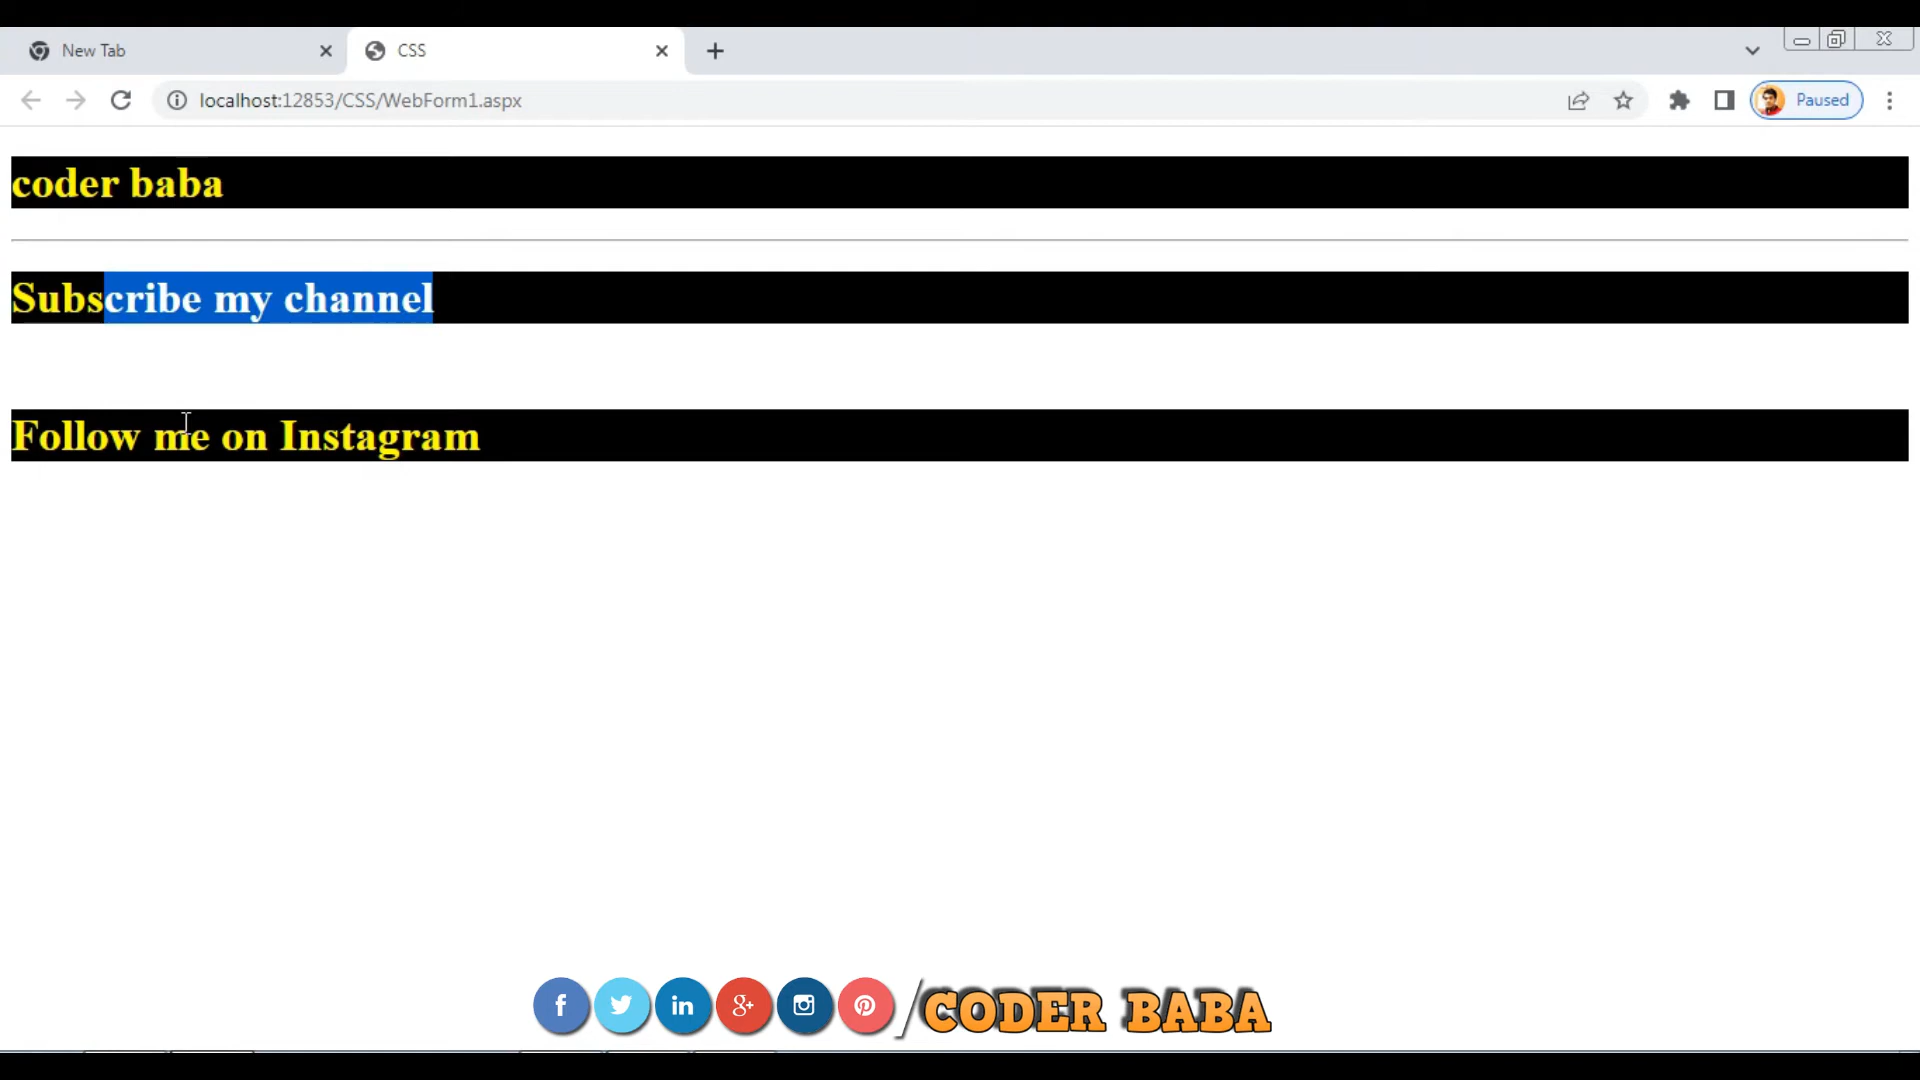 New Tab
CSS
localhost:12853/CSS/WebForm1.aspx
Paused
coder baba
Subscribe my channel
Follow me on Instagram
f in g+ /CODER BABA